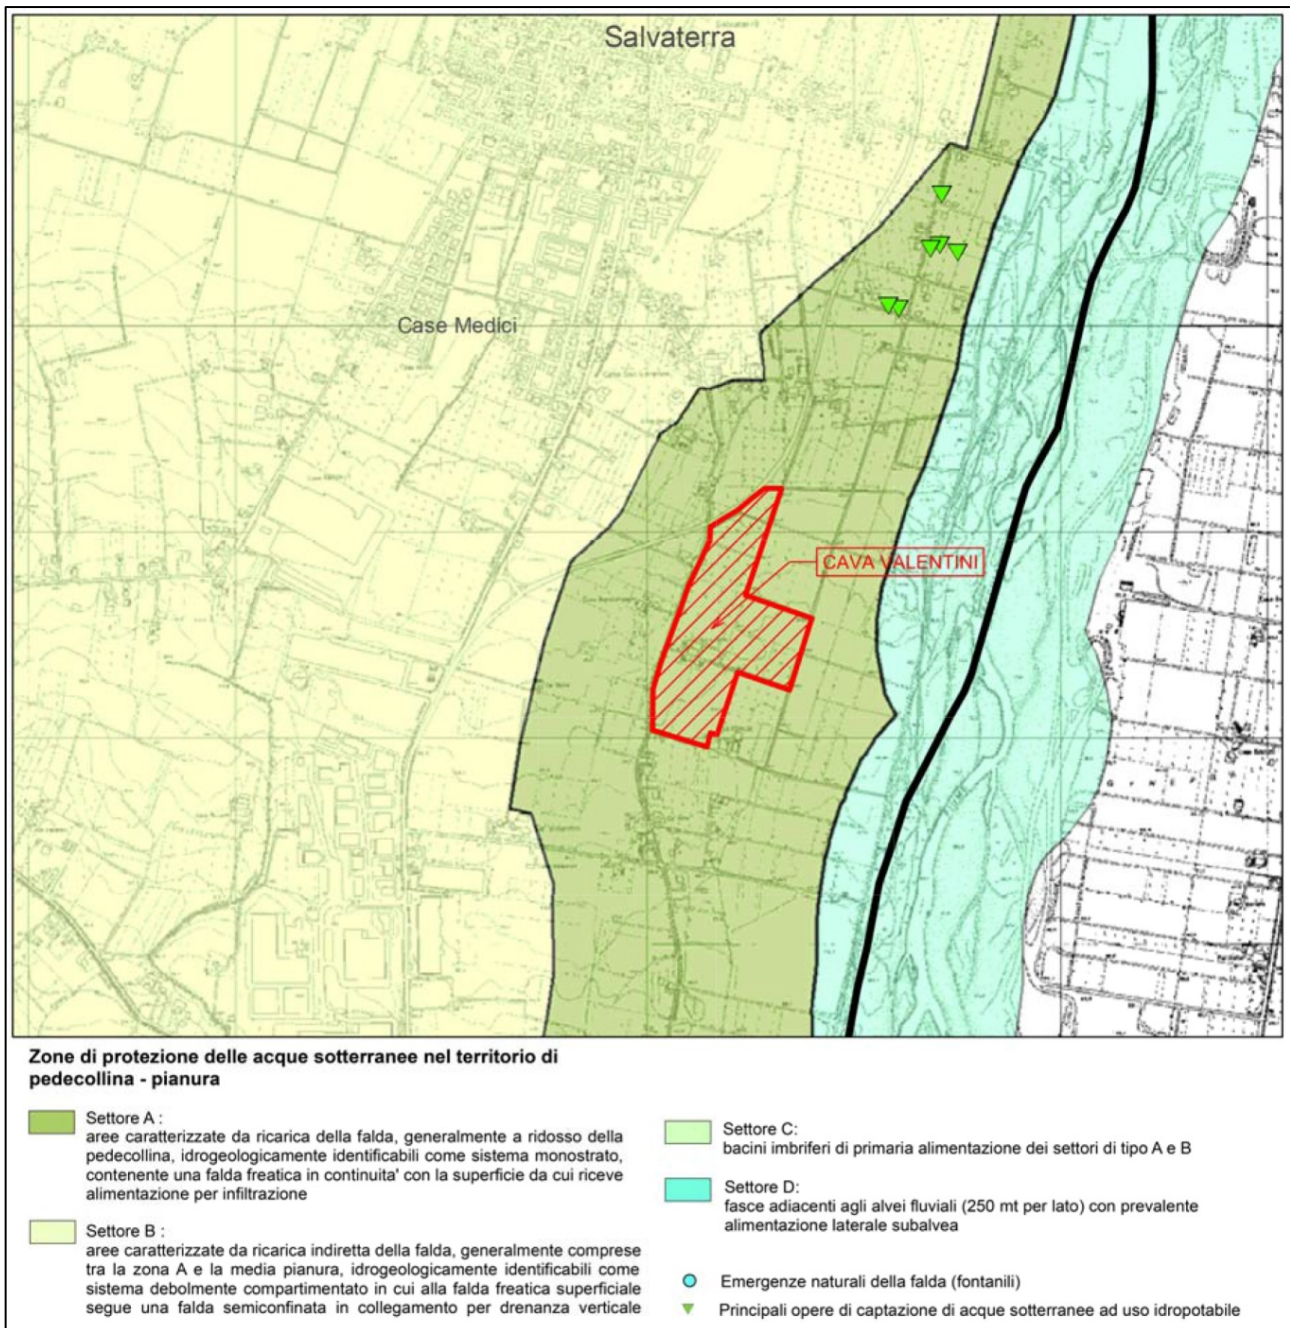 Salvaterra
Case Medici
CAVA VALENTINI
Zone di protezione delle acque sotterranee nel territorio di
pedecollina - pianura
Settore A :
aree caratterizzate da ricarica della falda, generalmente a ridosso della
pedecollina, idrogeologicamente identificabili come sistema monostrato,
contenente una falda freatica in continuita' con la superficie da cui riceve
alimentazione per infiltrazione
Settore B :
aree caratterizzate da ricarica indiretta della falda, generalmente comprese
tra la zona A e la media pianura, idrogeologicamente identificabili come
sistema debolmente compartimentato in cui alla falda freatica superficiale
segue una falda semiconfinata in collegamento per drenanza verticale
Settore C:
bacini imbriferi di primaria alimentazione dei settori di tipo A e B
Settore D:
fasce adiacenti agli alvei fluviali (250 mt per lato) con prevalente
alimentazione laterale subalvea
Emergenze naturali della falda (fontanili)
Principali opere di captazione di acque sotterranee ad uso idropotabile